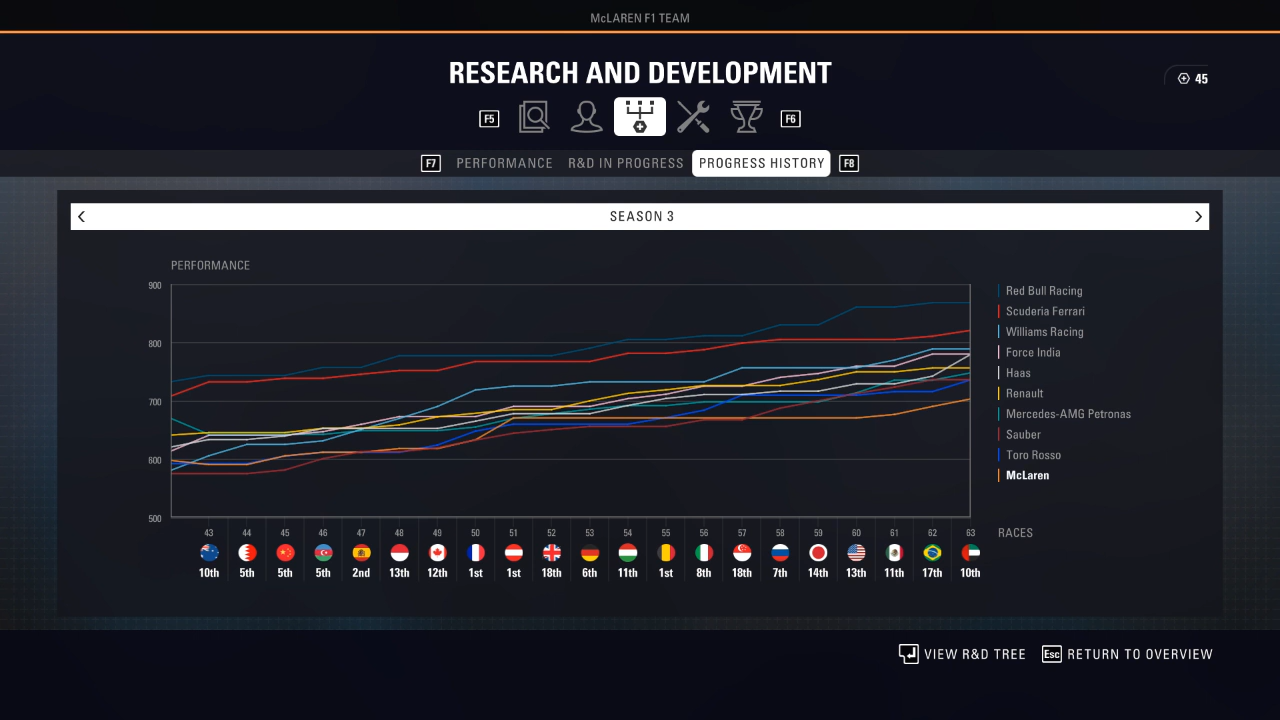 McLAREN F1 TEAM
RESEARCH AND DEVELOPMENT
45
F5 F6
F7 PERFORMANCE R&D IN PROGRESS PROGRESS HISTORY F8
SEASON 3
PERFORMANCE
900
800
700
600
500
Red Bull Racing
Scuderia Ferrari
Williams Racing
Force India
Haas
Renault
Mercedes-AMG Petronas
Sauber
Toro Rosso
McLaren
43 44 45 46 47 48 49 50 51 52 53 54 55 56 57 58 59 60 61 62 63 RACES
10th 5th 5th 5th 2nd 13th 12th 1st 1st 18th 6th 11th 1st 8th 18th 7th 14th 13th 11th 17th 10th
VIEW R&D TREE Esc RETURN TO OVERVIEW